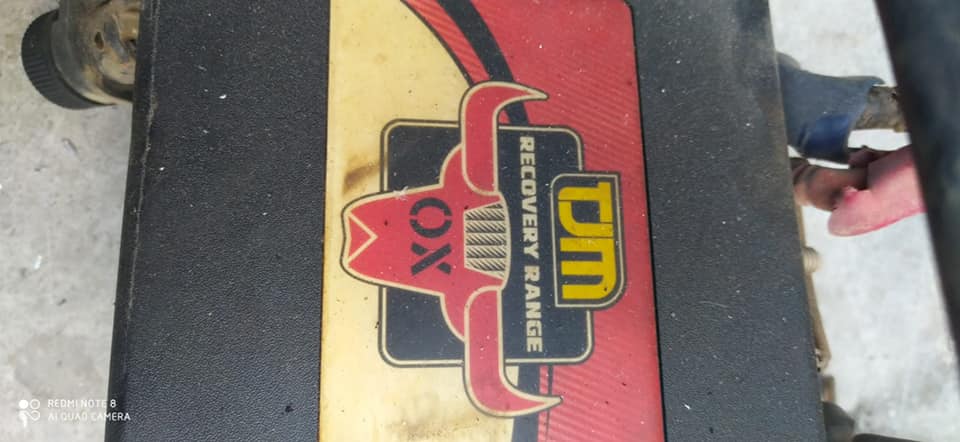 TJM
RECOVERY RANGE
OX
REDMI NOTE 8
AI QUAD CAMERA